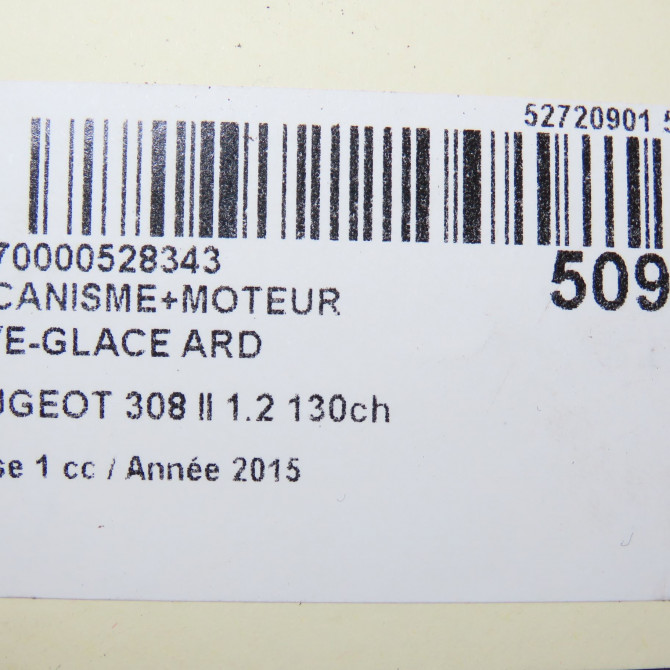 52720901 5
70000528343
509
CANISME+MOTEUR
VE-GLACE ARD
UGEOT 308 II 1.2 130ch
se 1 cc / Année 2015